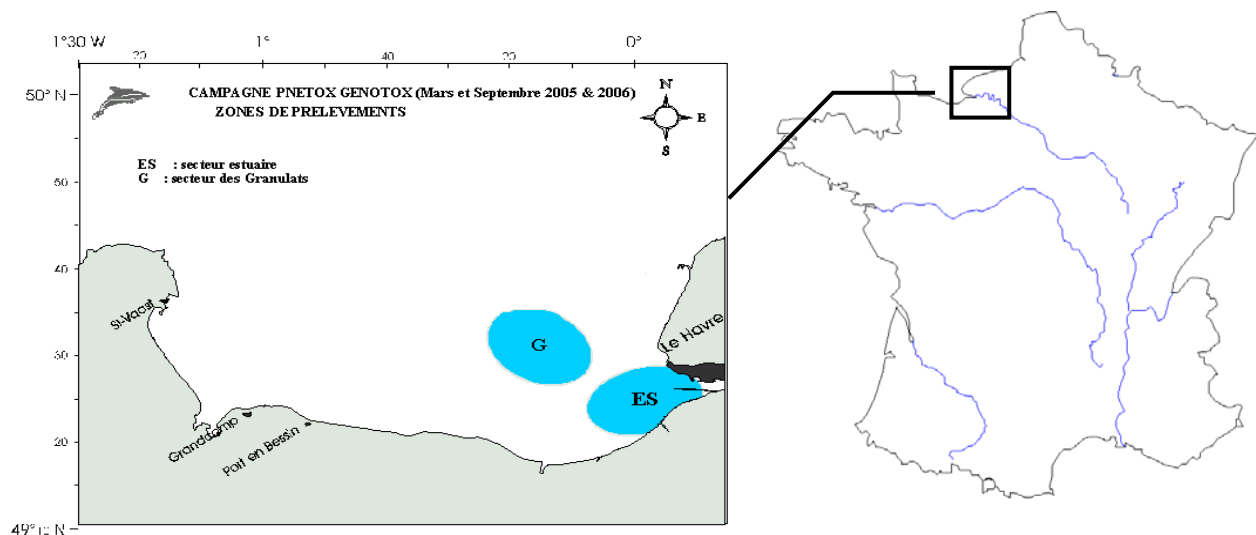 1°30 W 1° 0°
20 40 20
50° N
CAMPAGNE PNETOX GENOTOX (Mars et Septembre 2005 & 2006)
ZONES DE PRELEVEMENTS
N
E
S
ES : secteur estuaire
G : secteur des Granulats
50
40
St-Vaast
30
G
Le Havre
ES
20
Grandcamp
Port en Bessin
49°10 N